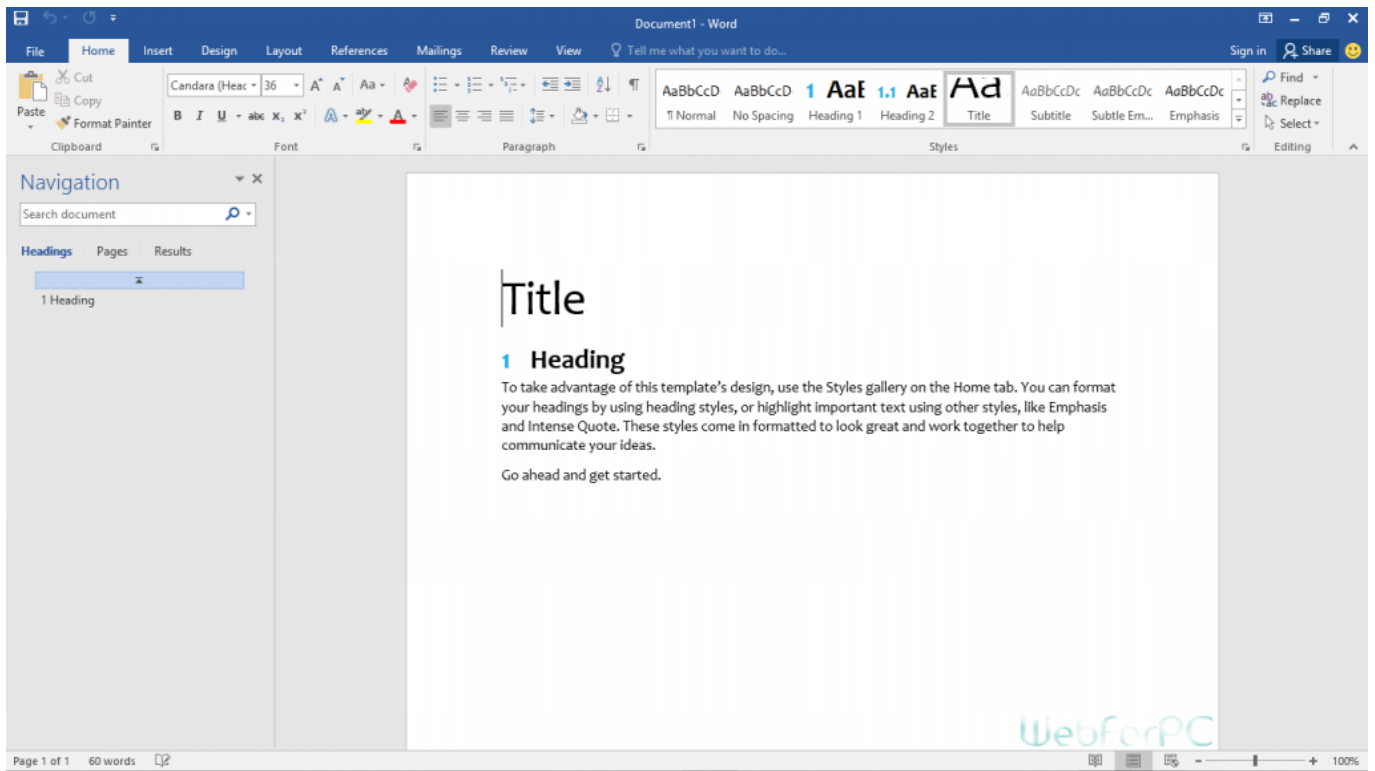 Document1 - Word
File Home Insert Design Layout References Mailings Review View Tell me what you want to do... Sign in Share
Paste
Cut
Copy
Format Painter
Clipboard
Candara (Heac 36 A A Aa
B I U abc X₂ X² A aby A
Font
Paragraph
AaBbCcD AaBbCcD 1 AaE 1.1 AaE Aa AaBbCcDc AaBbCcDc AaBbCcDc
¶ Normal No Spacing Heading 1 Heading 2 Title Subtitle Subtle Em... Emphasis
Styles
Find
Replace
Select
Editing
Navigation
Search document
Headings Pages Results
1 Heading
Title
1 Heading
To take advantage of this template’s design, use the Styles gallery on the Home tab. You can format
your headings by using heading styles, or highlight important text using other styles, like Emphasis
and Intense Quote. These styles come in formatted to look great and work together to help
communicate your ideas.
Go ahead and get started.
WebForPC
Page 1 of 1 60 words 100%